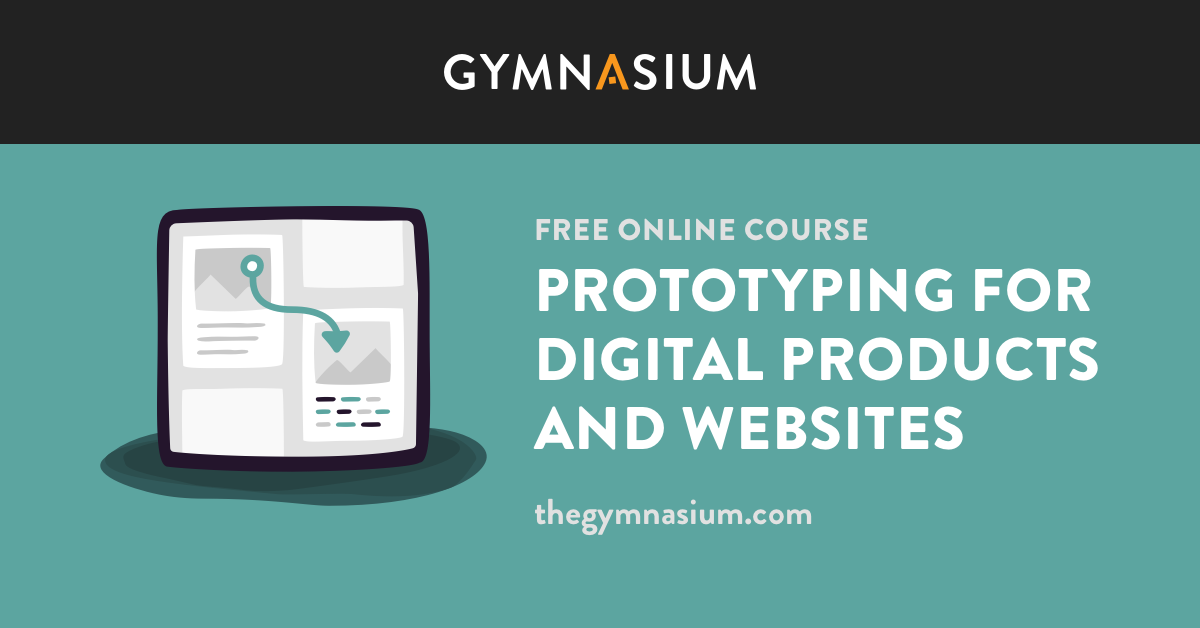 GYMNASIUM
FREE ONLINE COURSE
PROTOTYPING FOR
DIGITAL PRODUCTS
AND WEBSITES
thegymnasium.com